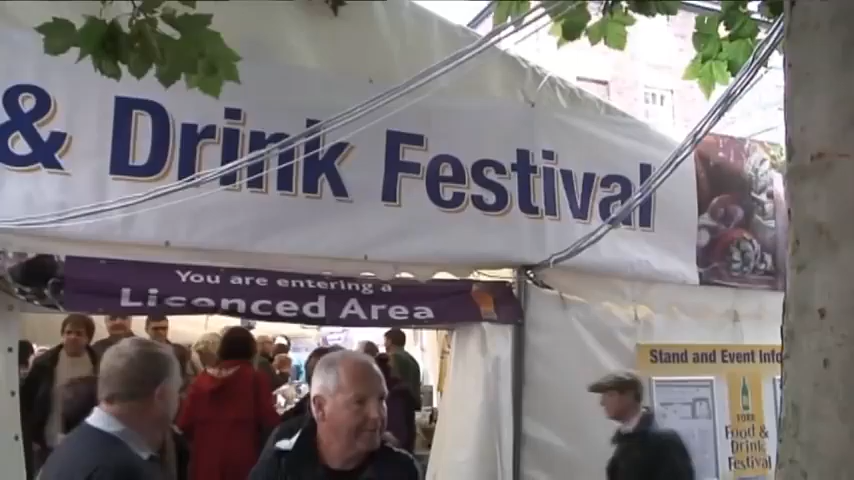 & Drink Festival
You are entering a
Licenced Area
Stand and Event Info
YORK
Food &
Drink
Festival